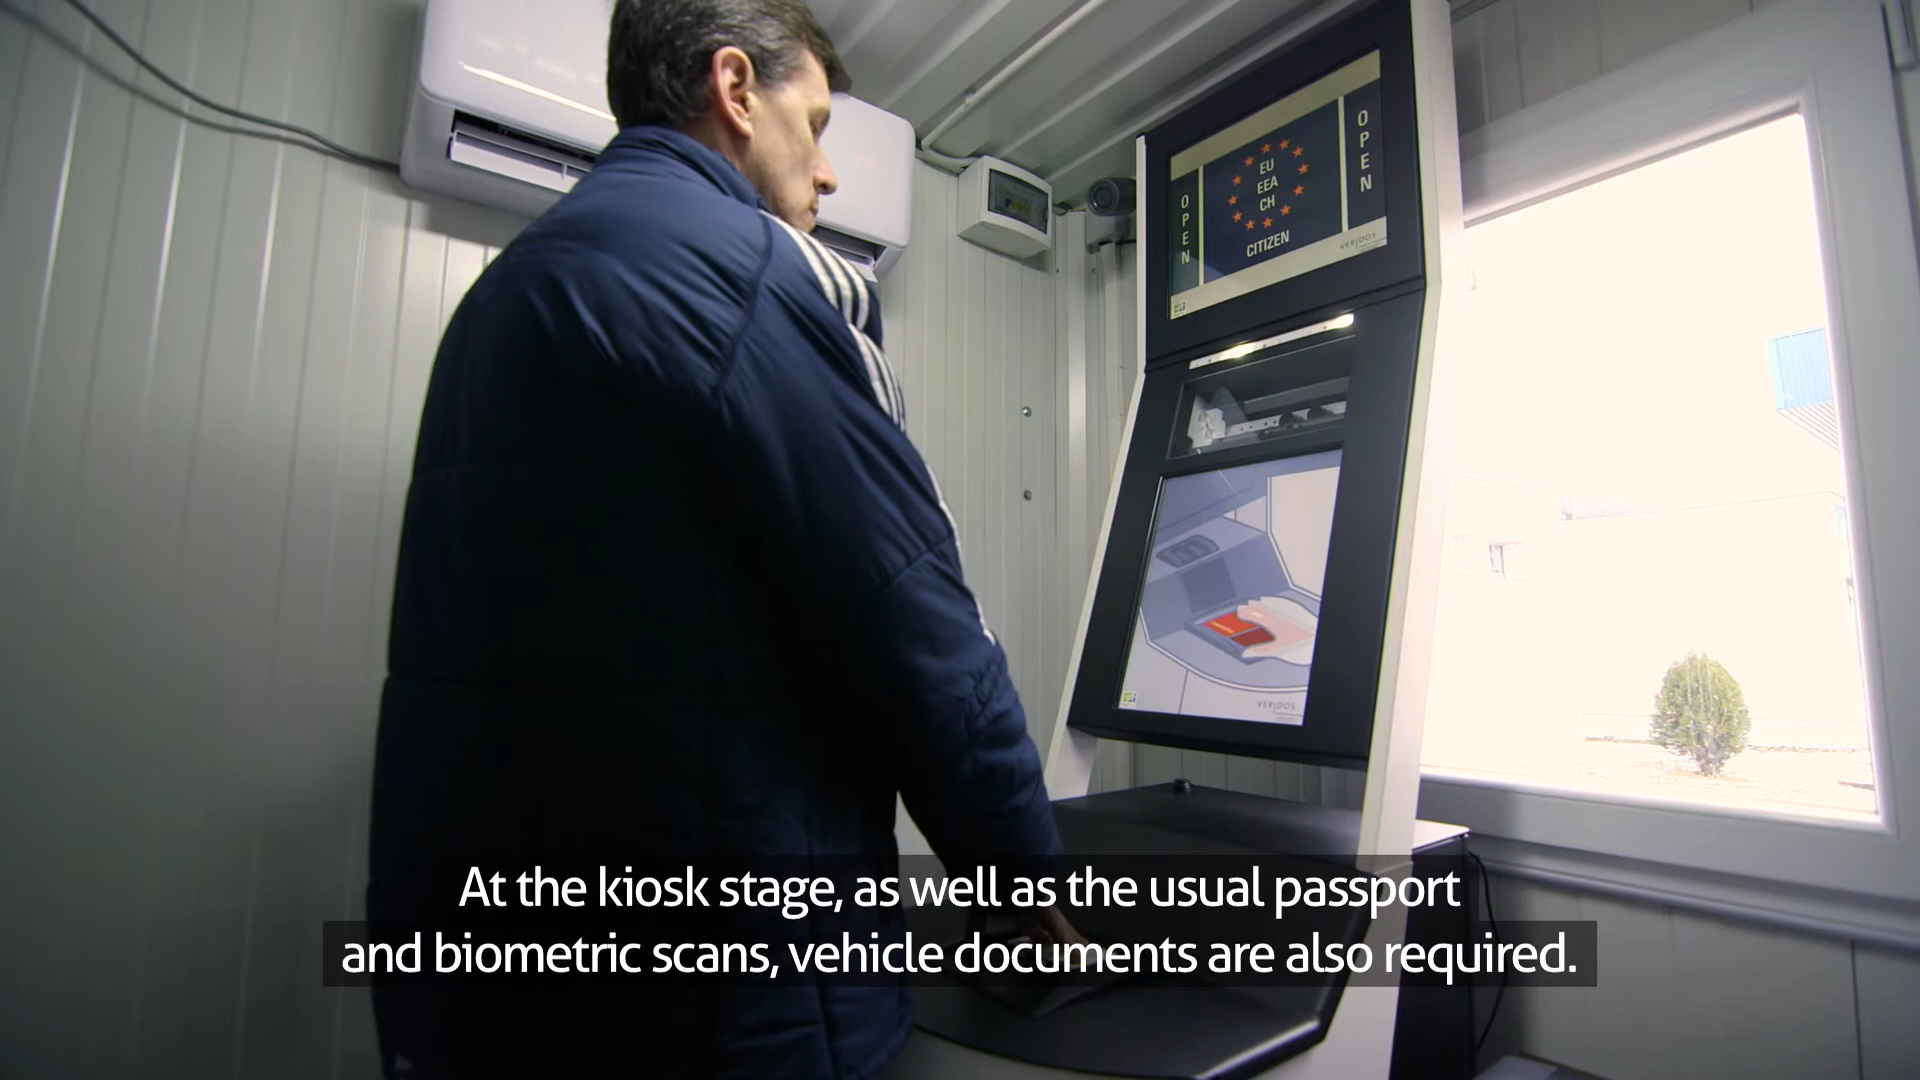 OPEN
EU
EEA
CH
CITIZEN
OPEN
VERIDOS
VERIDOS
At the kiosk stage, as well as the usual passport
and biometric scans, vehicle documents are also required.